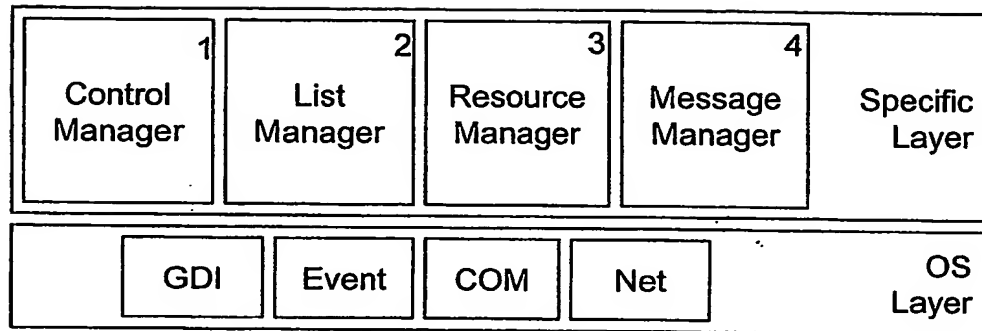 1
Control
Manager
2
List
Manager
3
Resource
Manager
4
Message
Manager
Specific
Layer
GDI
Event
COM
Net
OS
Layer